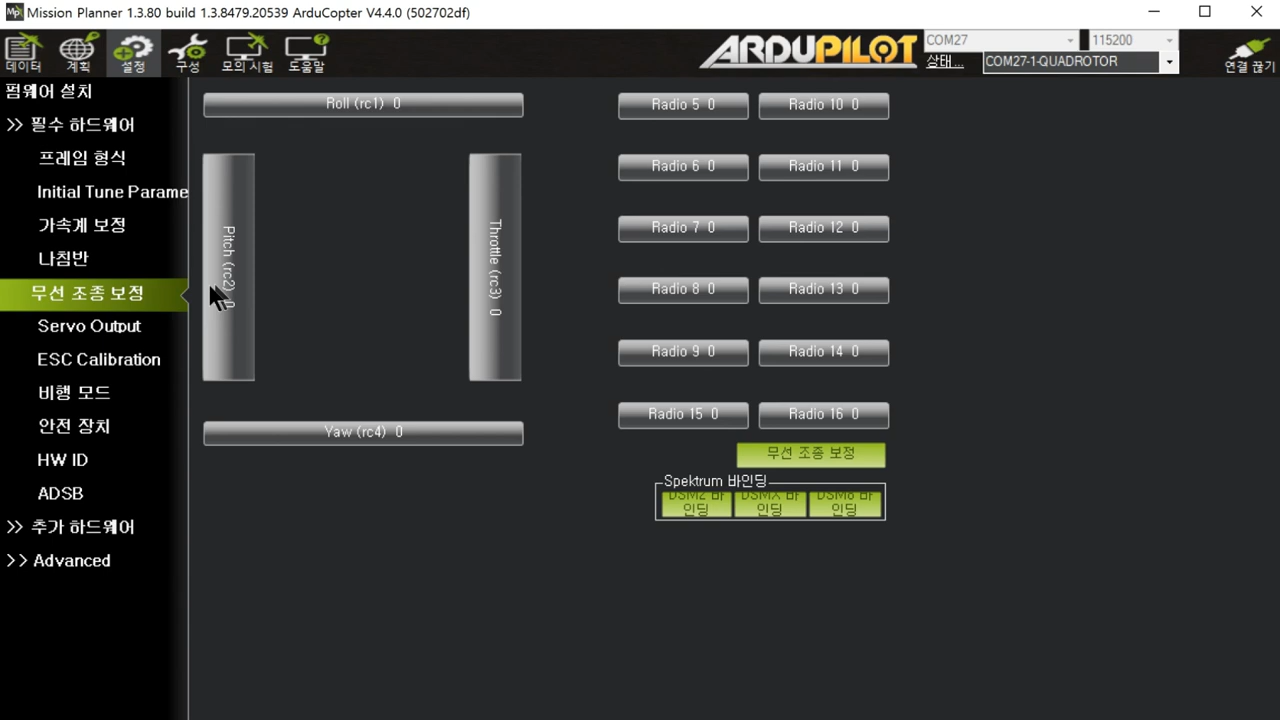 Mission Planner 1.3.80 build 1.3.8479.20539 ArduCopter V4.4.0 (502702df)
데이터 계획 설정 구성 모의 시험 도움말
ARDUPILOT
COM27 115200
상태... COM27-1-QUADROTOR
연결 끊기
펌웨어 설치
>> 필수 하드웨어
프레임 형식
Initial Tune Parame
가속계 보정
나침반
무선 조종 보정
Servo Output
ESC Calibration
비행 모드
안전 장치
HW ID
ADSB
>> 추가 하드웨어
>> Advanced
Roll (rc1) 0
Pitch (rc2) 0
Throttle (rc3) 0
Yaw (rc4) 0
Radio 5 0 Radio 10 0
Radio 6 0 Radio 11 0
Radio 7 0 Radio 12 0
Radio 8 0 Radio 13 0
Radio 9 0 Radio 14 0
Radio 15 0 Radio 16 0
무선 조종 보정
Spektrum 바인딩
DSM2 바인딩 DSMX 바인딩 DSM8 바인딩